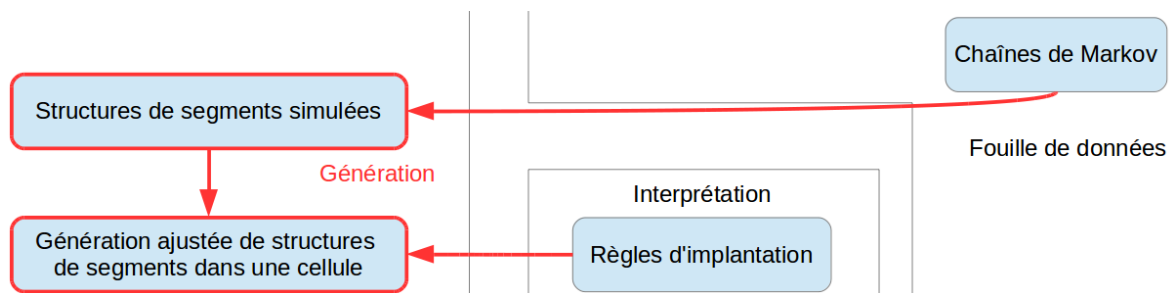 Chaînes de Markov
Structures de segments simulées
Fouille de données
Génération
Interprétation
Génération ajustée de structures
de segments dans une cellule
Règles d'implantation